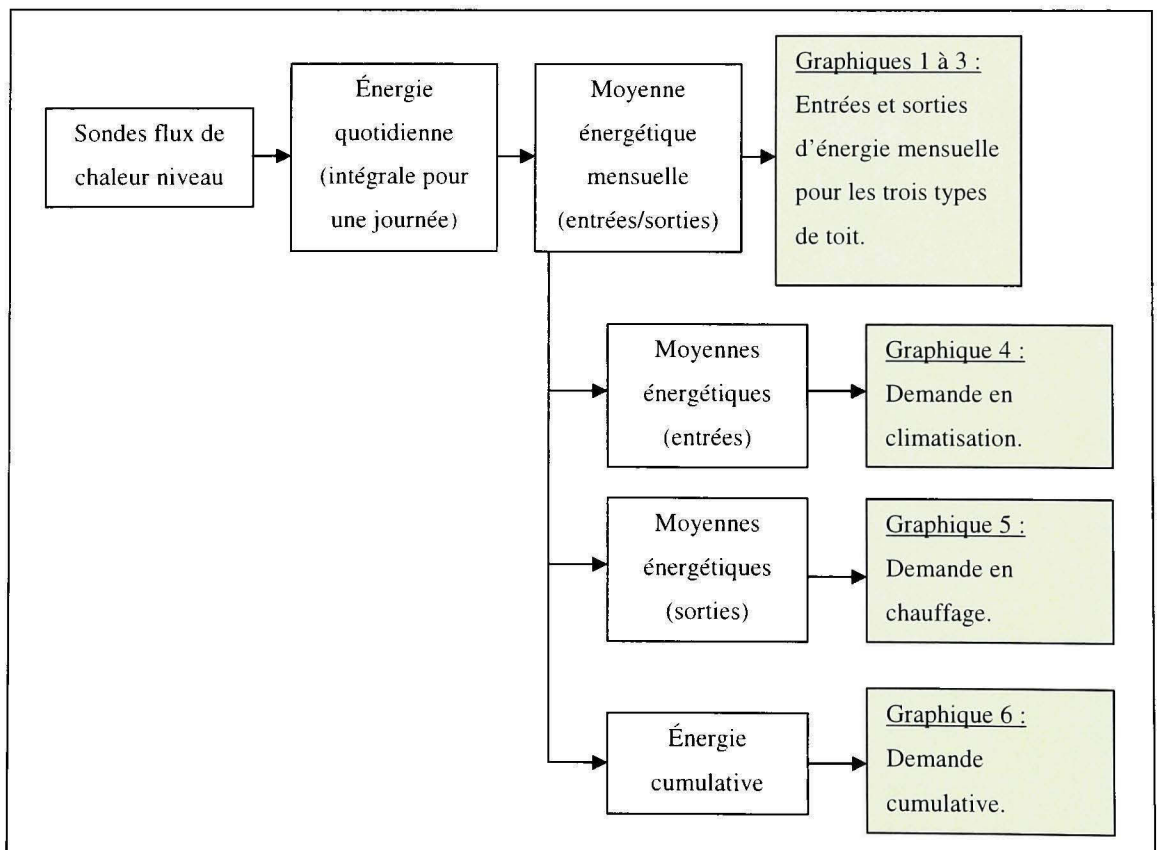 Sondes flux de
chaleur niveau
Énergie
quotidienne
(intégrale pour
une journée)
Moyenne
énergétique
mensuelle
(entrées/sorties)
Graphiques 1 à 3 :
Entrées et sorties
d'énergie mensuelle
pour les trois types
de toit.
Moyennes
énergétiques
(entrées)
Graphique 4 :
Demande en
climatisation.
Moyennes
énergétiques
(sorties)
Graphique 5 :
Demande en
chauffage.
Énergie
cumulative
Graphique 6 :
Demande
cumulative.